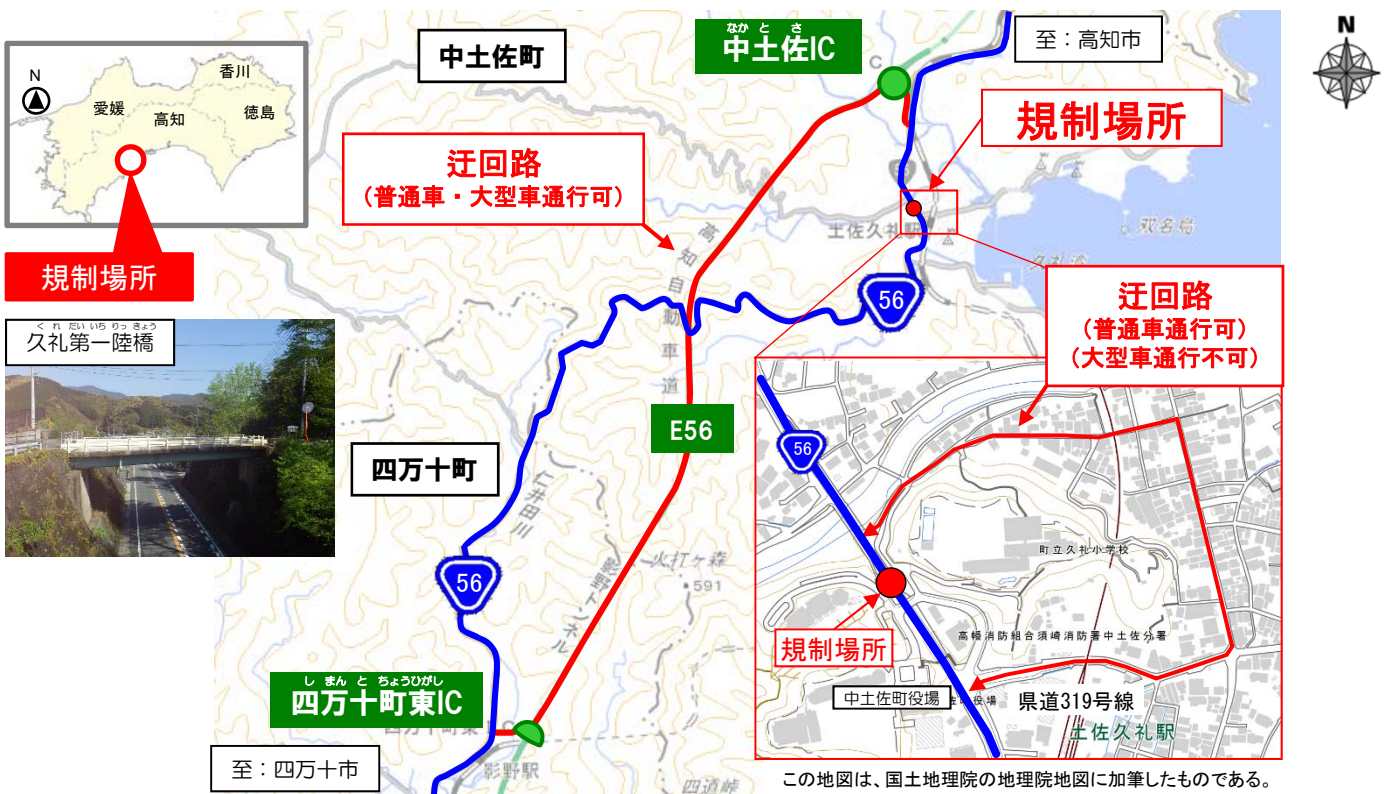 中土佐町
なかとさ
中土佐IC
至：高知市
N
N
香川
愛媛
高知
徳島
規制場所
規制場所
迂回路
（普通車・大型車通行可）
高知自動車道
土佐久礼駅
双名島
久礼湾
56
迂回路
（普通車通行可）
（大型車通行不可）
くれだいいちりっきょう
久礼第一陸橋
E56
四万十町
仁井田川
火打ヶ森
591
影野トンネル
56
しまんとちょうひがし
四万十町東IC
影野駅
至：四万十市
四道峠
56
町立久礼小学校
高幡消防組合須崎消防署中土佐分署
規制場所
中土佐町役場
県道319号線
土佐久礼駅
この地図は、国土地理院の地理院地図に加筆したものである。